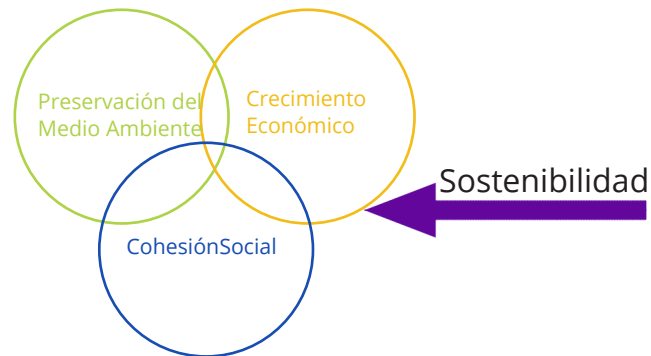 Preservación del
Medio Ambiente
Crecimiento
Económico
Sostenibilidad
CohesiónSocial